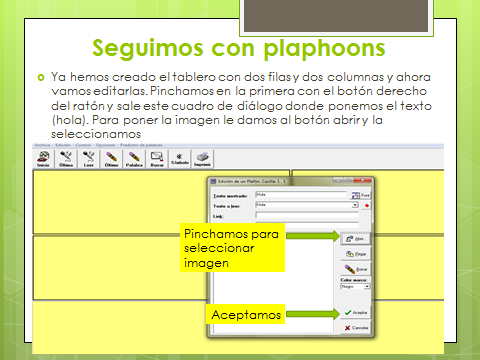 Seguimos con plaphoons
Ya hemos creado el tablero con dos filas y dos columnas y ahora
vamos editarlas. Pinchamos en la primera con el botón derecho
del ratón y sale este cuadro de diálogo donde ponemos el texto
(hola). Para poner la imagen le damos al botón abrir y la
seleccionamos
Archivo Edición Control Opciones Predictor de palabras
Inicio Última Leer Último Palabra Borrar Símbolo Imprimir
Edición de un Plafón. Casilla: 1 , 1
Texto mostrado: Hola
Texto a leer: Hola
Link:
Abrir..
Pegar
Borrar
Color marco:
Negro
Aceptar
Cancelar
Pinchamos para
seleccionar
imagen
Aceptamos